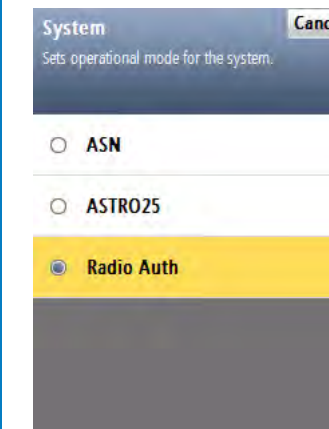 System
Sets operational mode for the system.
ASN
ASTRO25
Radio Auth